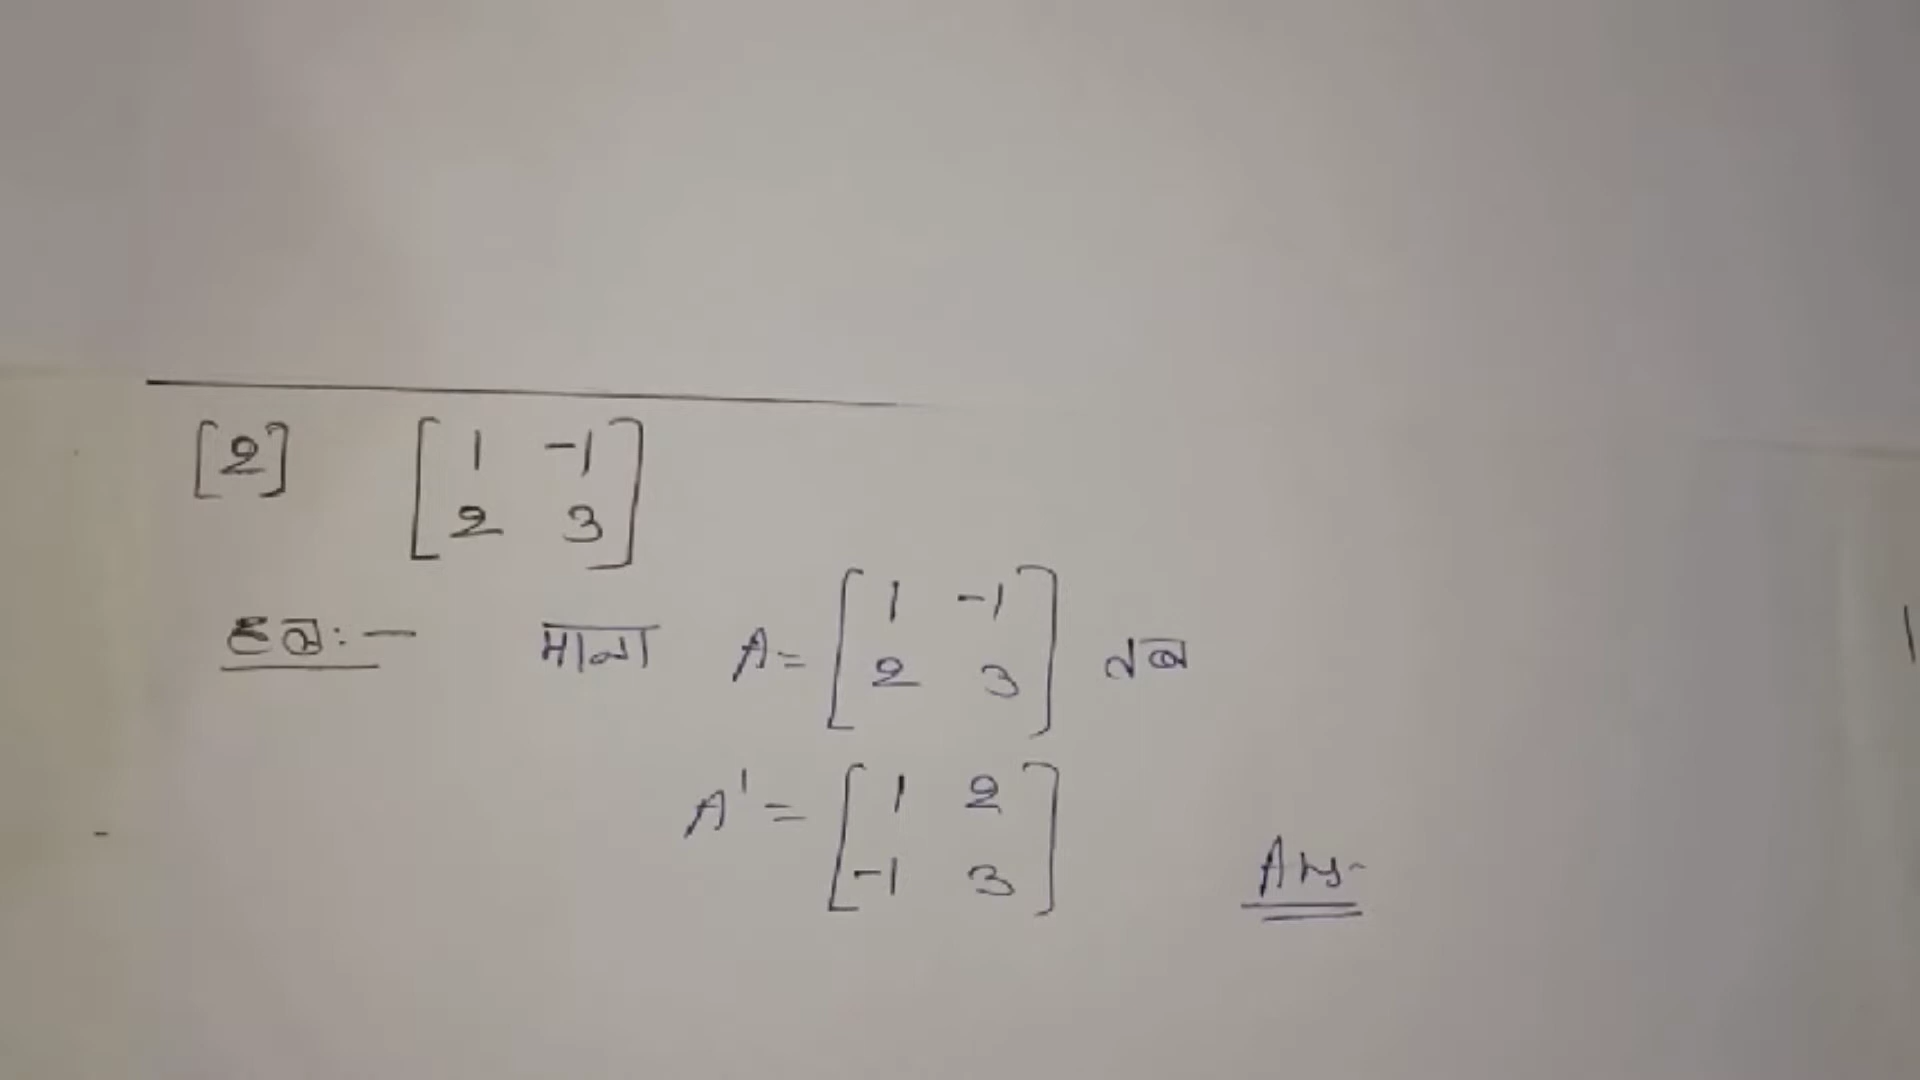 [2] [1 -1
2 3]
हल:- माना A= [1 -1
2 3] तब
A' = [1 2
-1 3] Ans.